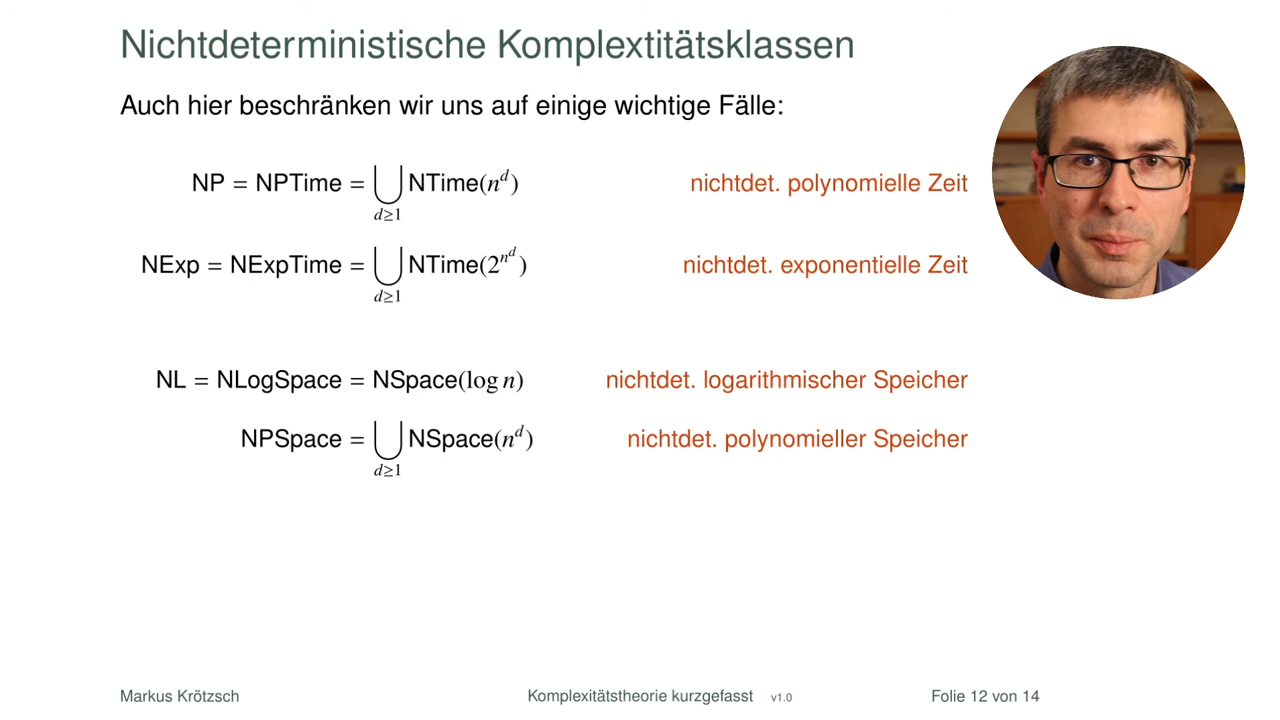 Nichtdeterministische Komplextitätsklassen
Auch hier beschränken wir uns auf einige wichtige Fälle:
NP = NPTime = ⋃_{d≥1} NTime(n^d) nichtdet. polynomielle Zeit
NExp = NExpTime = ⋃_{d≥1} NTime(2^{n^d}) nichtdet. exponentielle Zeit
NL = NLogSpace = NSpace(log n) nichtdet. logarithmischer Speicher
NPSpace = ⋃_{d≥1} NSpace(n^d) nichtdet. polynomieller Speicher
Markus Krötzsch Komplexitätstheorie kurzgefasst v1.0 Folie 12 von 14